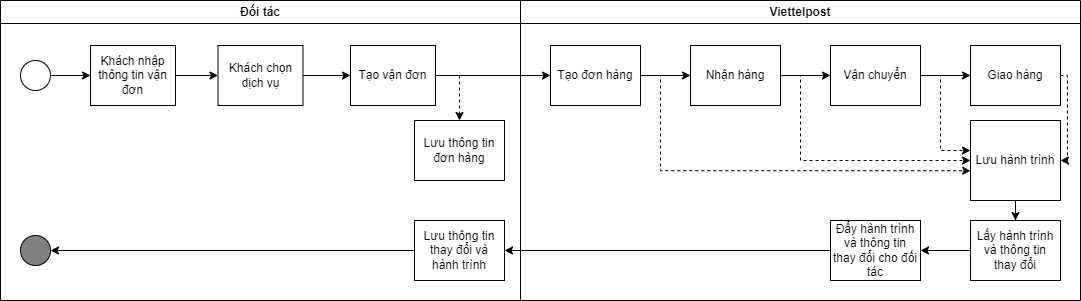 Đối tác
Viettelpost
Khách nhập
thông tin vận
đơn
Khách chọn
dịch vụ
Tạo vận đơn
Tạo đơn hàng
Nhận hàng
Vận chuyển
Giao hàng
Lưu thông tin
đơn hàng
Lưu hành trình
Lưu thông tin
thay đổi và
hành trình
Đẩy hành trình
và thông tin
thay đổi cho đối
tác
Lấy hành trình
và thông tin
thay đổi